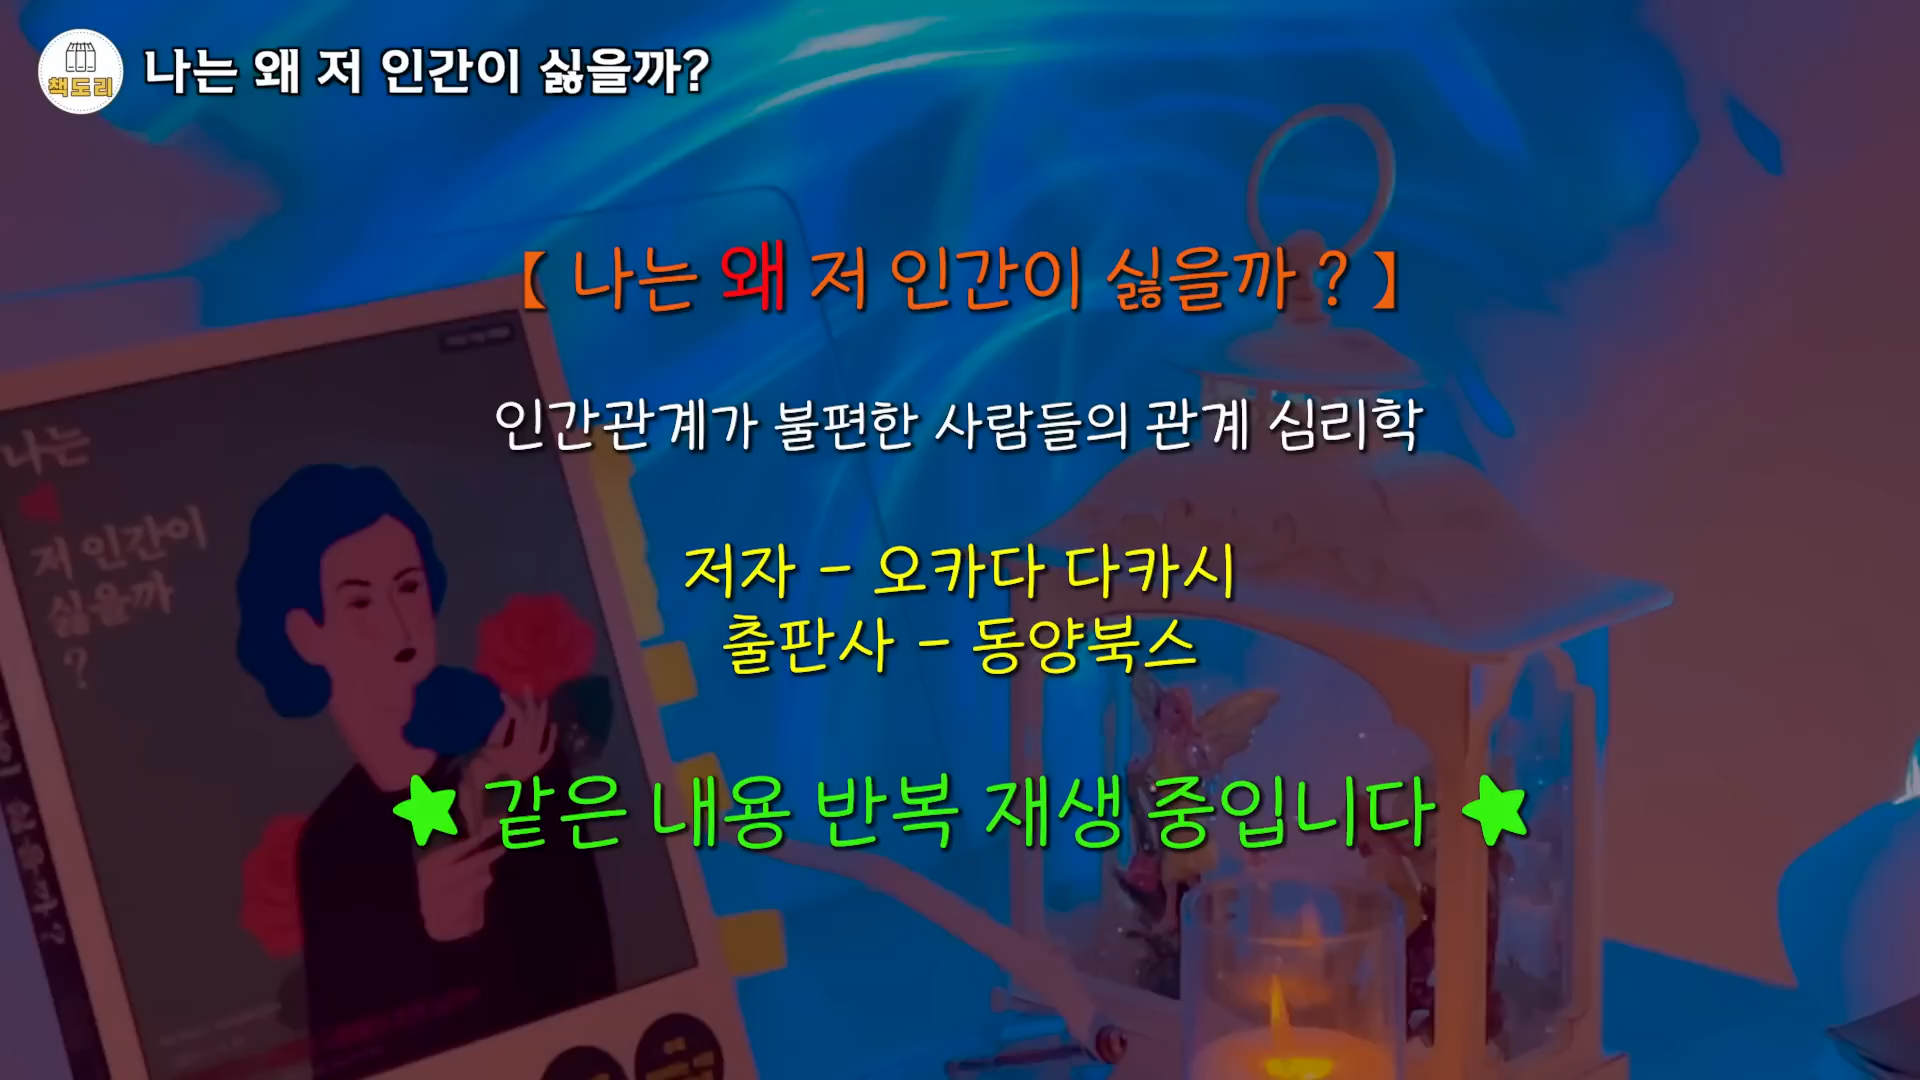 책도리
나는 왜 저 인간이 싫을까?
【 나는 왜 저 인간이 싫을까 ? 】
인간관계가 불편한 사람들의 관계 심리학
저자 - 오카다 다카시
출판사 - 동양북스
★ 같은 내용 반복 재생 중입니다 ★
나는
왜
저 인간이
싫을까
?